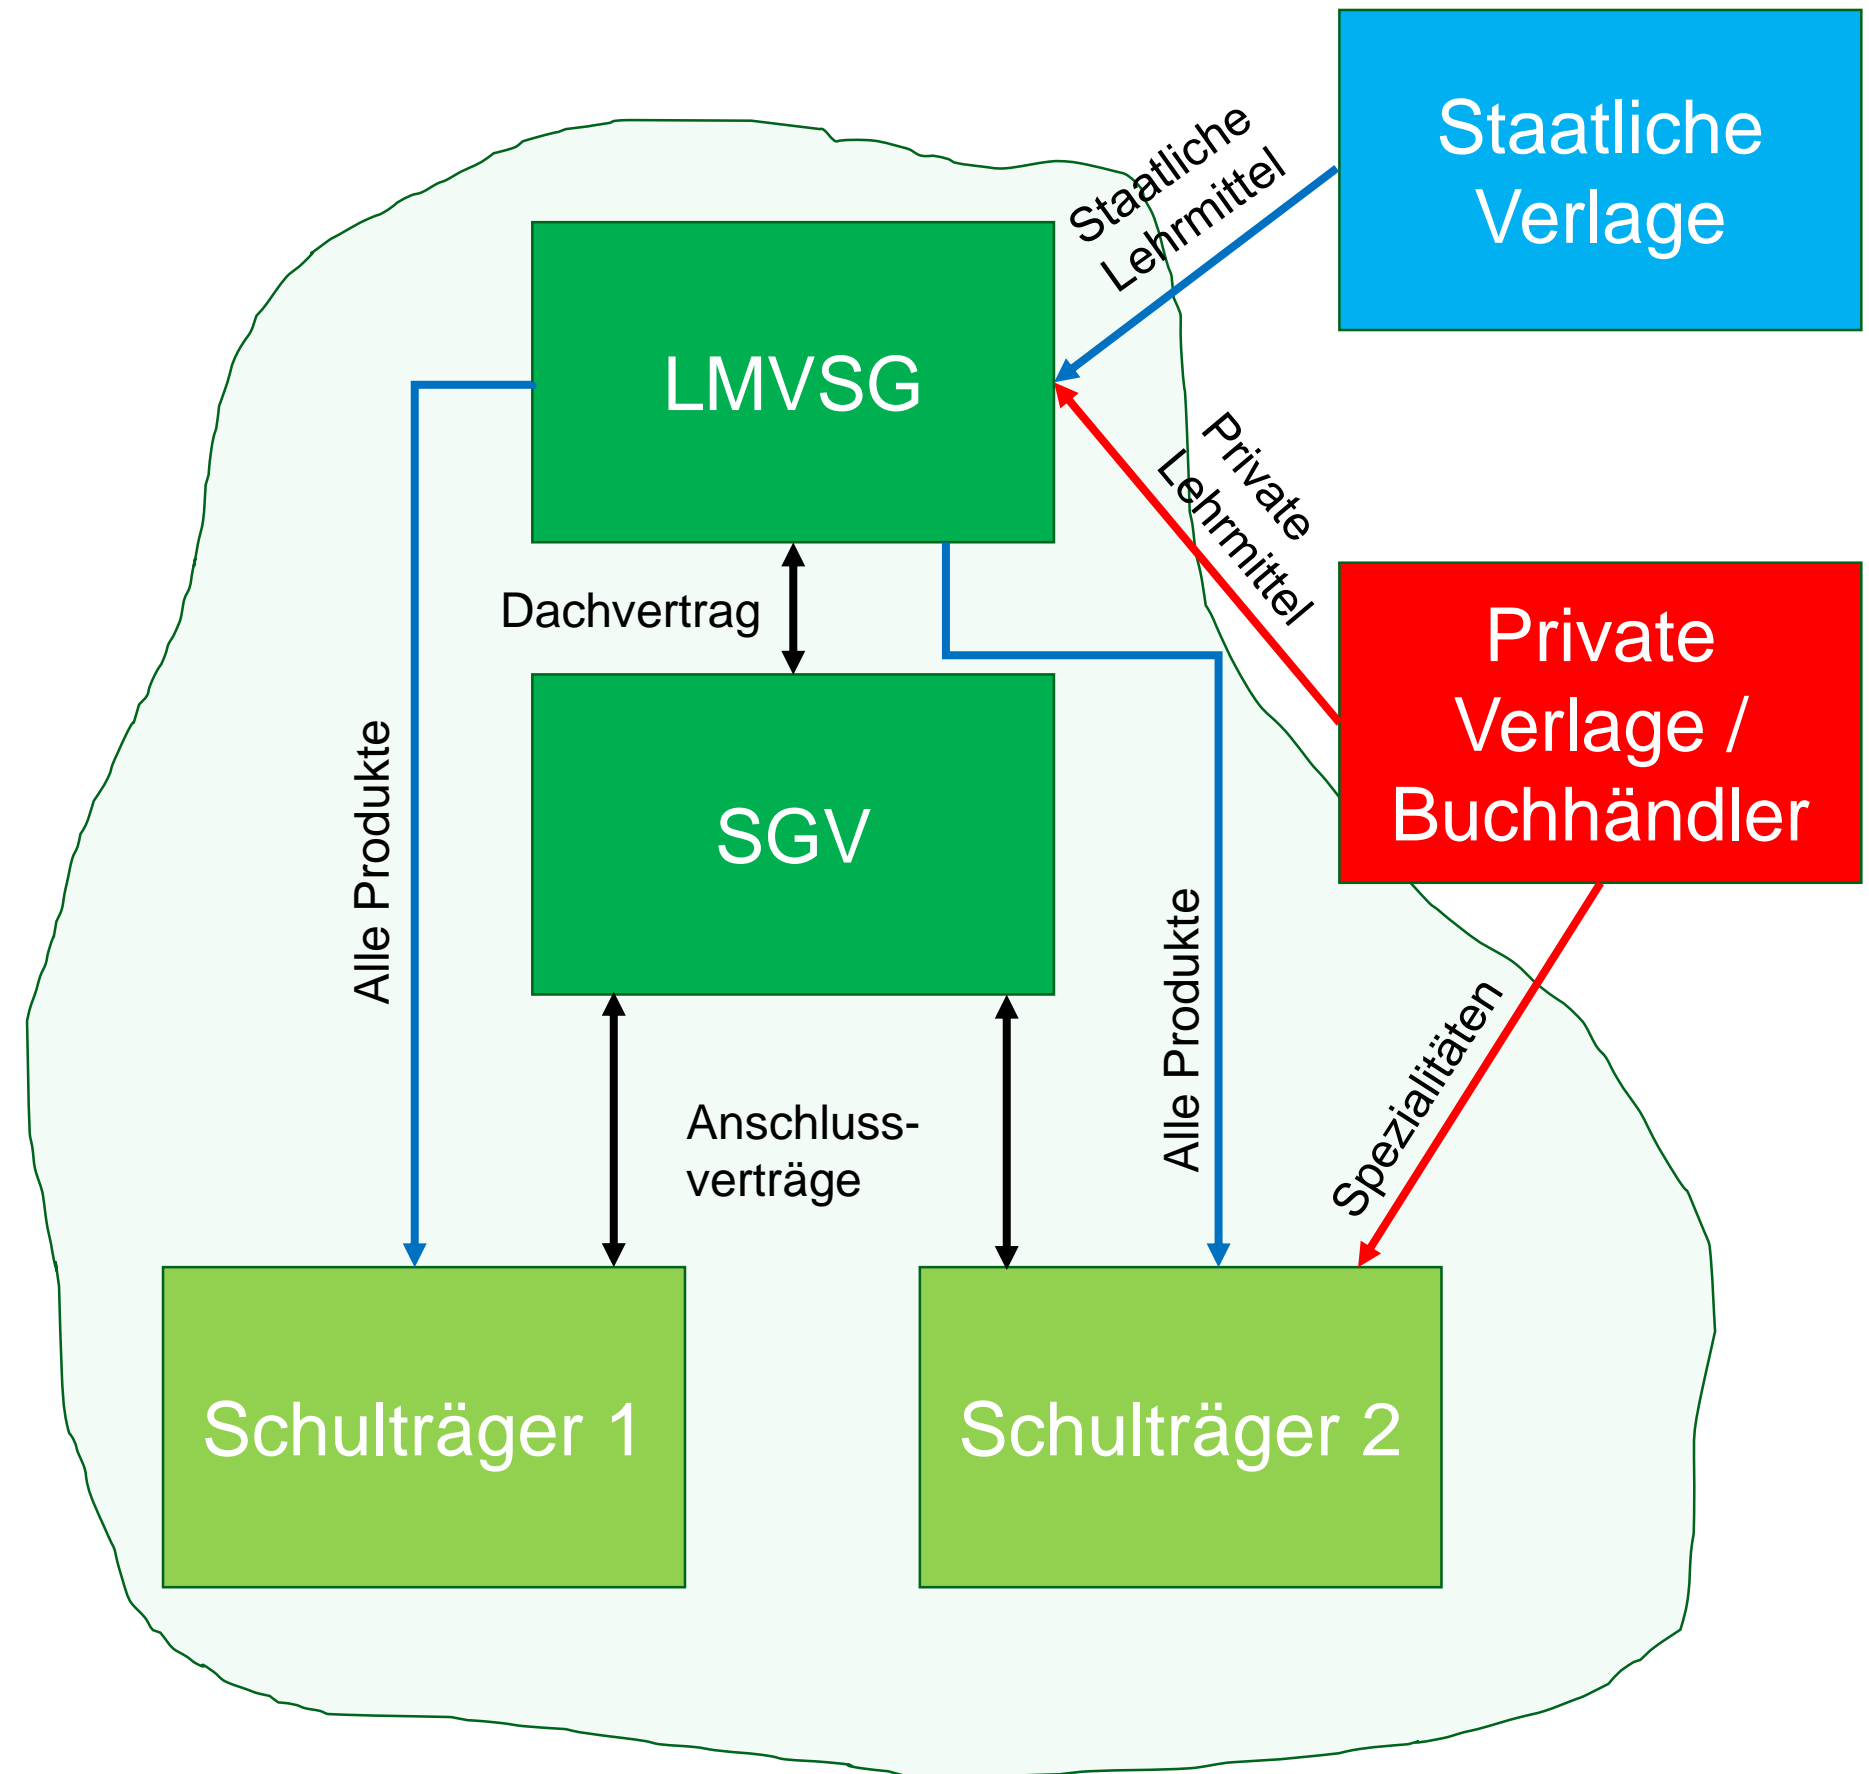 Staatliche
Verlage
Staatliche
Lehrmittel
LMVSG
Private
Lehrmittel
Dachvertrag
Private
Verlage /
Buchhändler
SGV
Alle Produkte
Alle Produkte
Spezialitäten
Anschluss-
verträge
Schulträger 1
Schulträger 2